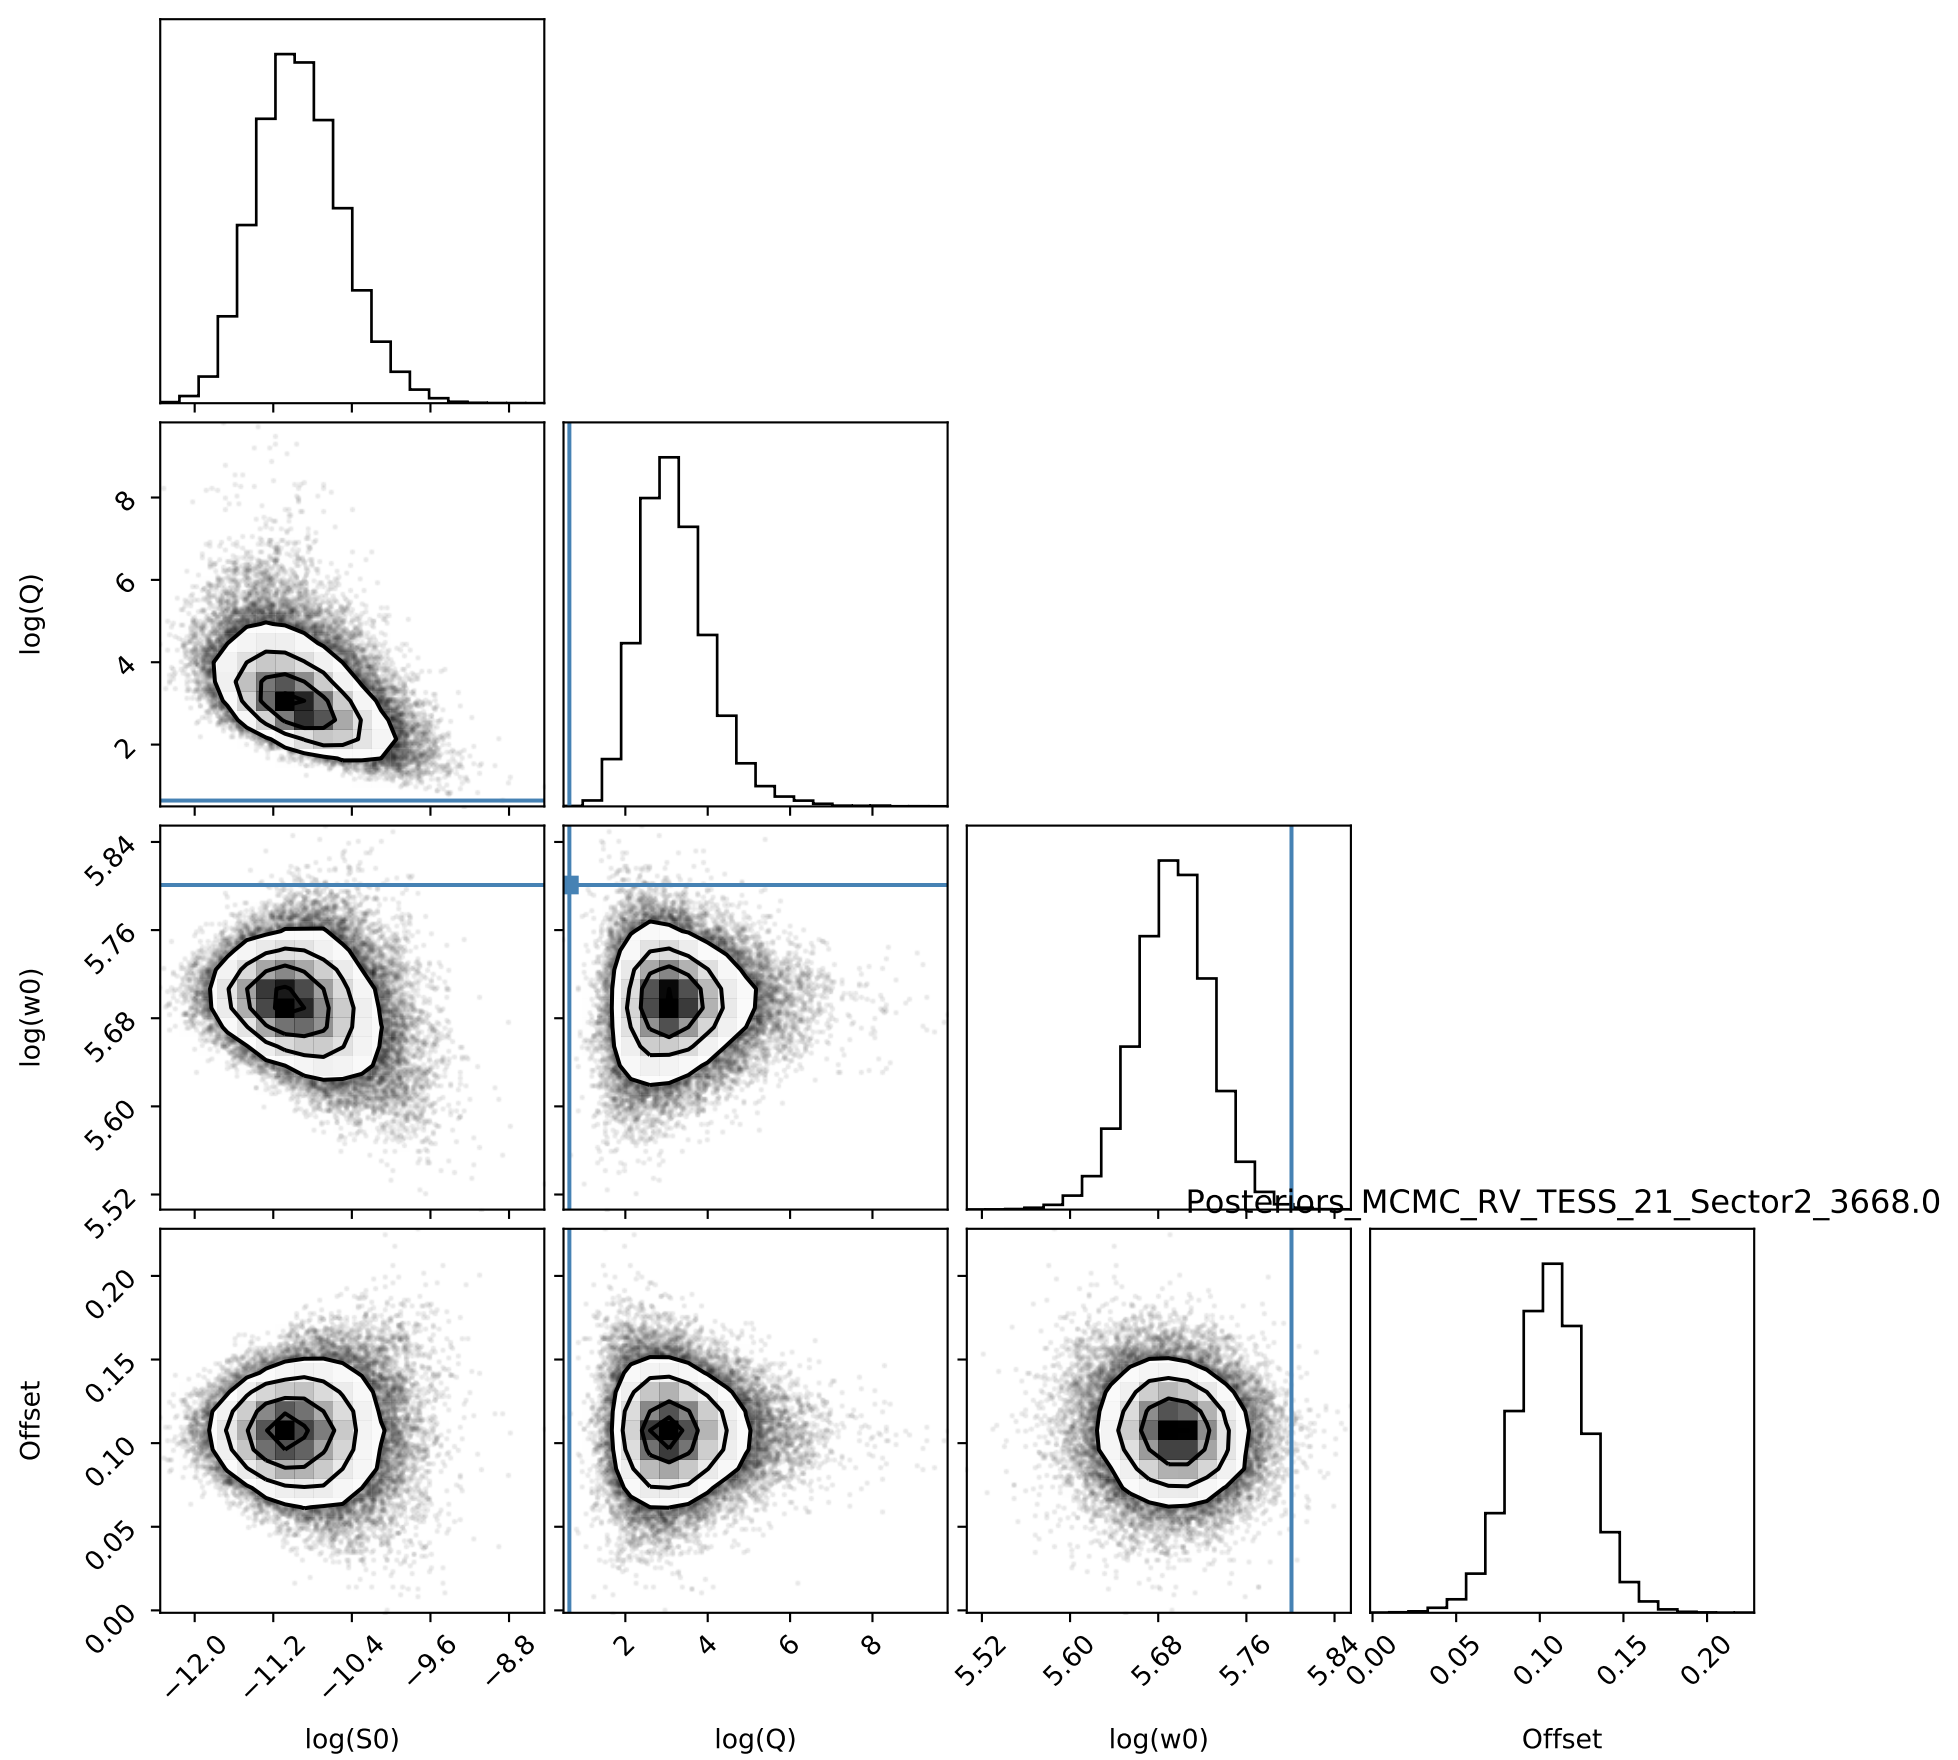 log(Q)
8
6
4
2
log(w0)
5.84
5.76
5.68
5.60
5.52
Posteriors_MCMC_RV_TESS_21_Sector2_3668.0
Offset
0.20
0.15
0.10
0.05
0.00
−12.0 −11.2 −10.4 −9.6 −8.8
2 4 6 8
5.52 5.60 5.68 5.76 5.84
0.00 0.05 0.10 0.15 0.20
log(S0)
log(Q)
log(w0)
Offset